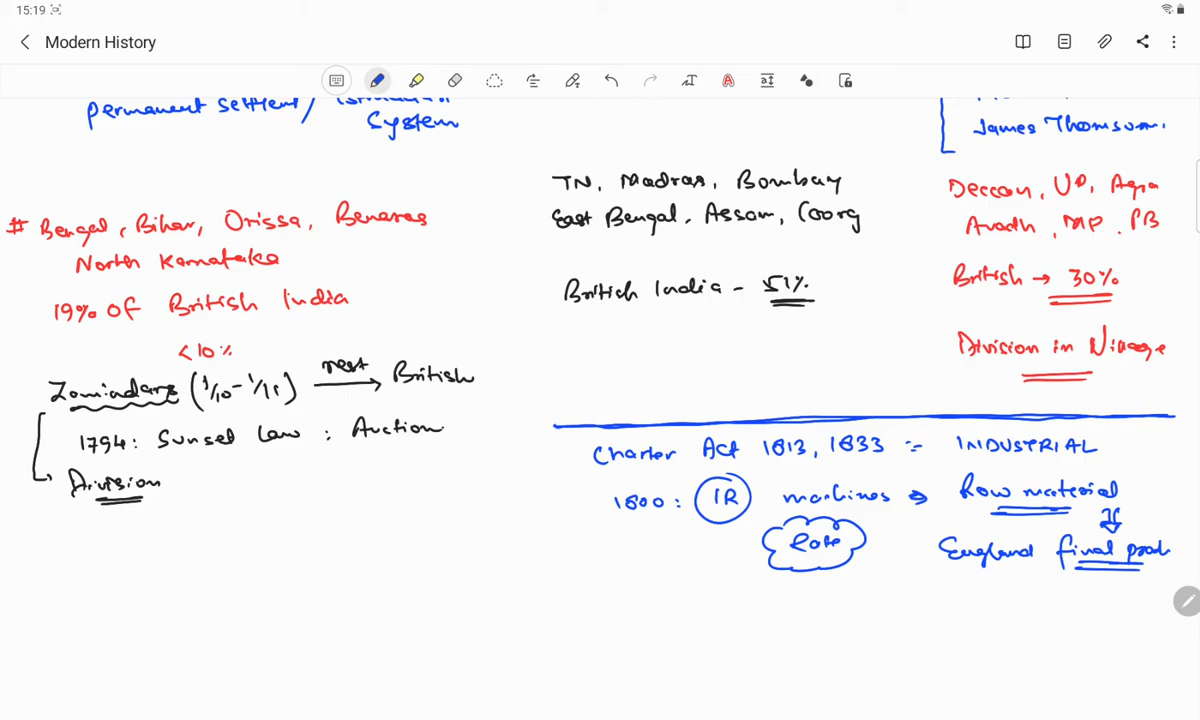 15:19
Modern History
permanent settlent/
System
James Thomson.
# Bengal, Bihar, Orissa, Benares
North Karnataka
19% of British India
<10%
Zamindars (1/10-1/11) rest → British
1794: Sunset Law : Auction
Division
TN, Madras, Bombay
East Bengal, Assam, Coorg
British India - 51%
Deccan, UP, Agra
Avadh, MP, PB
British → 30%
Division in Village
Charter Act 1813, 1833 :- INDUSTRIAL
1800: IR machines → Raw material
England final prod